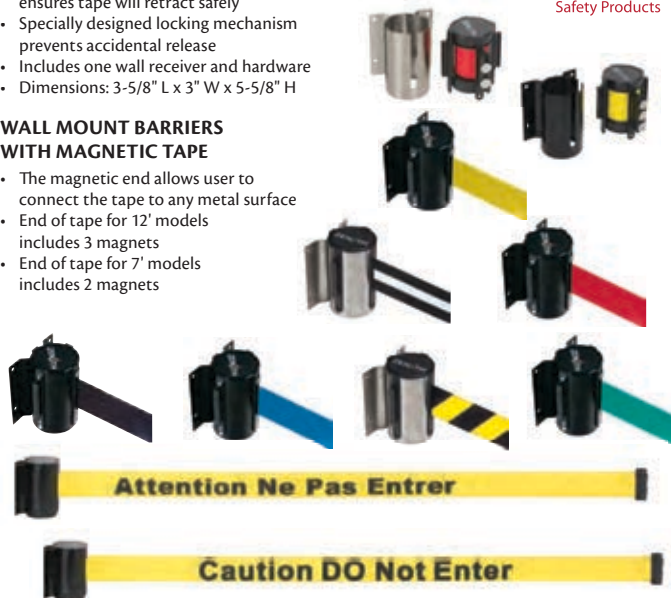 ensures tape will retract safely
• Specially designed locking mechanism
prevents accidental release
• Includes one wall receiver and hardware
• Dimensions: 3-5/8" L x 3" W x 5-5/8" H
Safety Products
WALL MOUNT BARRIERS
WITH MAGNETIC TAPE
• The magnetic end allows user to
connect the tape to any metal surface
• End of tape for 12' models
includes 3 magnets
• End of tape for 7' models
includes 2 magnets
Attention Ne Pas Entrer
Caution DO Not Enter